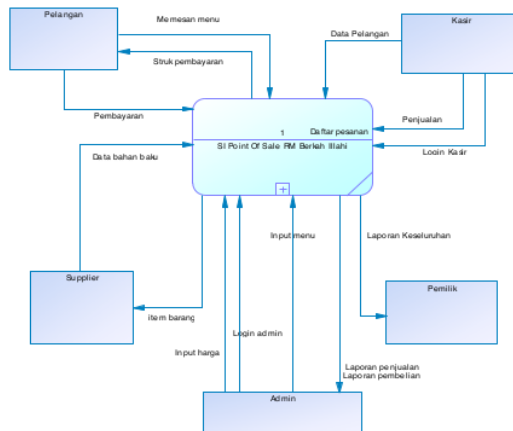 Pelangan
Memesan menu
Kasir
Data Pelangan
Struk pembayaran
Pembayaran
Penjualan
1
Daftar pesanan
SI Point Of Sale RM Berkah Illahi
Data bahan baku
Login Kasir
Input menu
Laporan Keseluruhan
Supplier
Pemilik
item barang
Login admin
Input harga
Laporan penjualan
Laporan pembelian
Admin